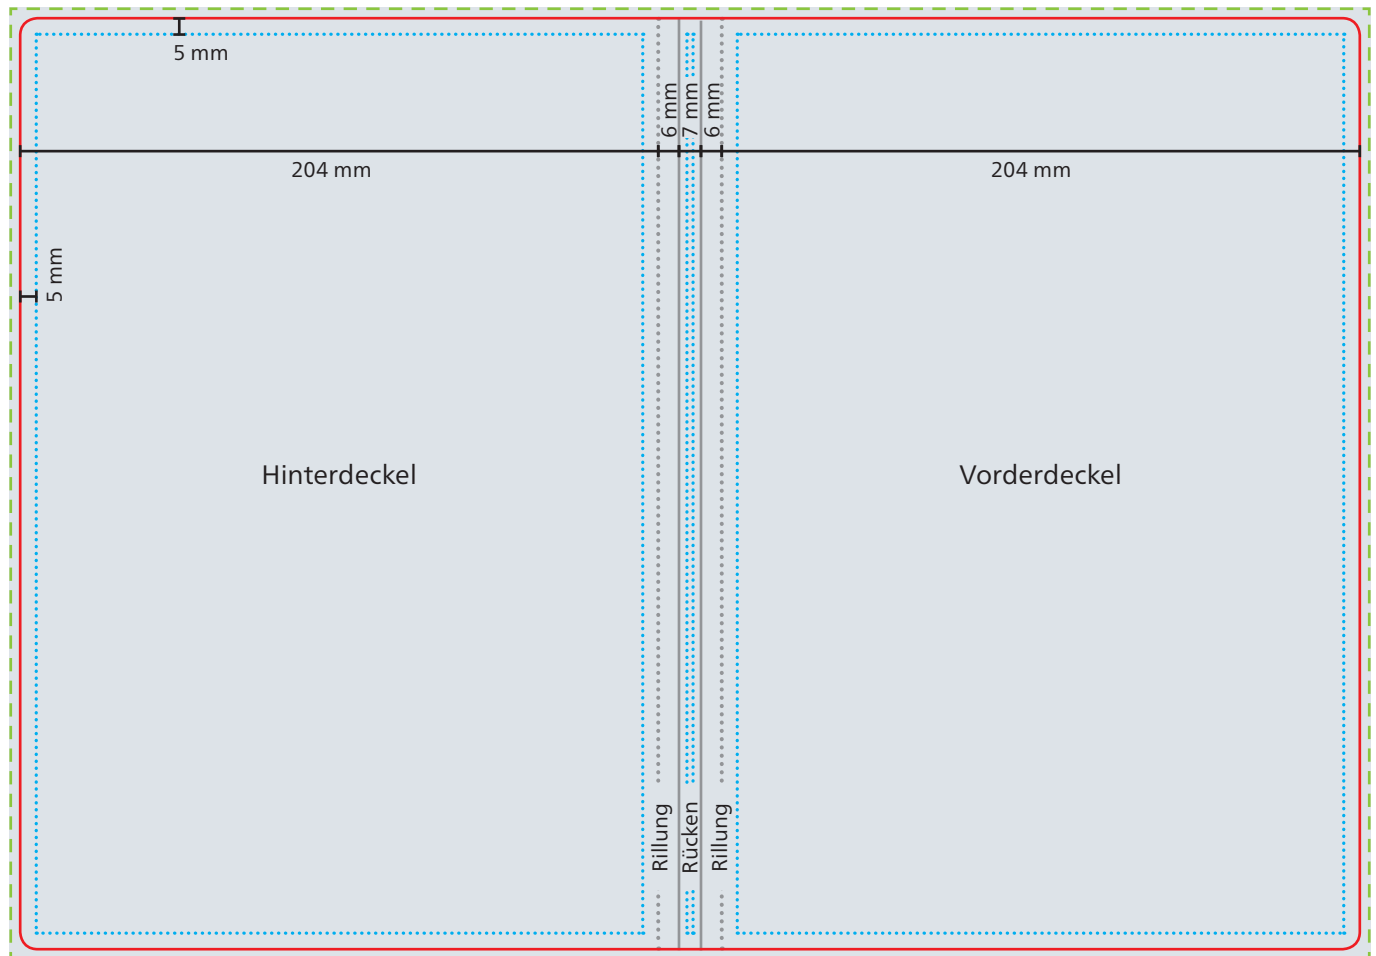 5 mm
6 mm
7 mm
6 mm
204 mm
204 mm
5 mm
Hinterdeckel
Vorderdeckel
Rillung
Rücken
Rillung